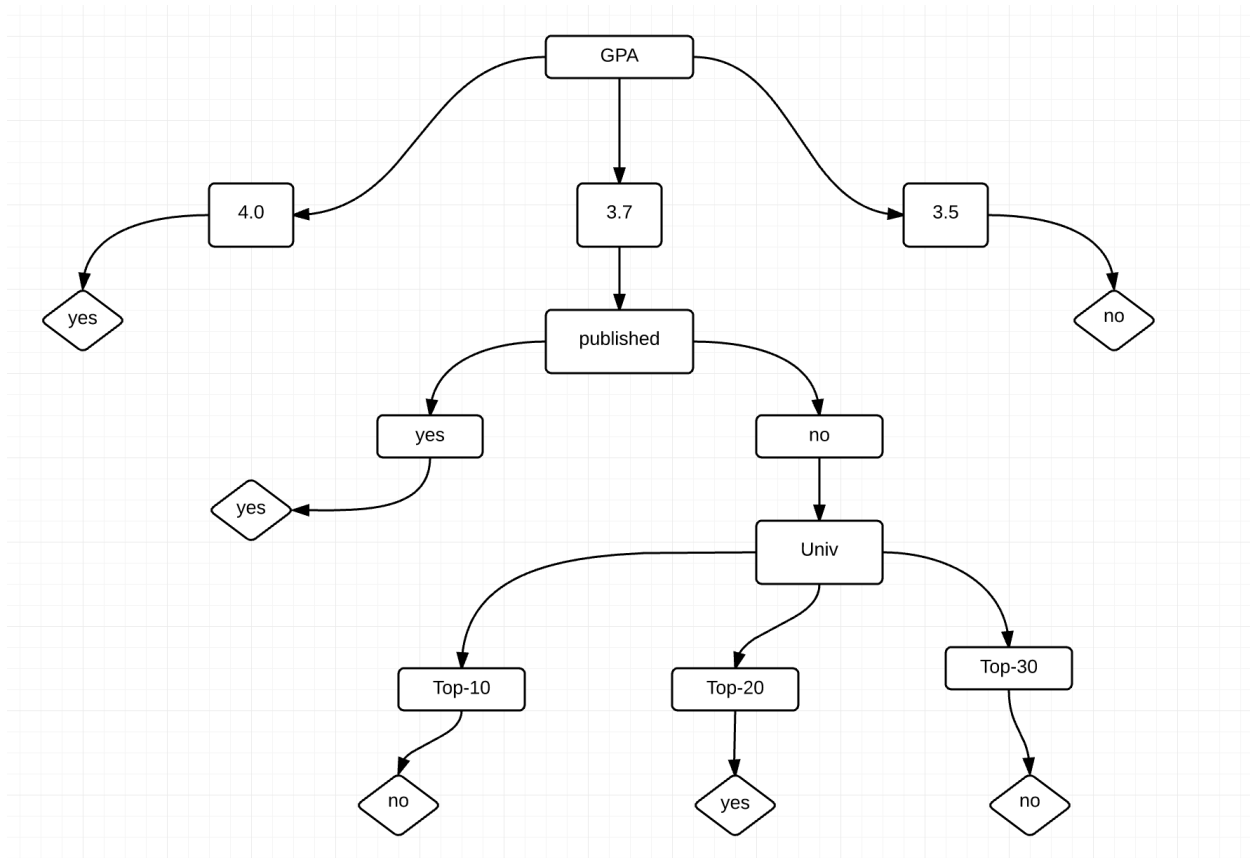 GPA
4.0
3.7
3.5
yes
no
published
yes
no
yes
Univ
Top-10
Top-20
Top-30
no
yes
no